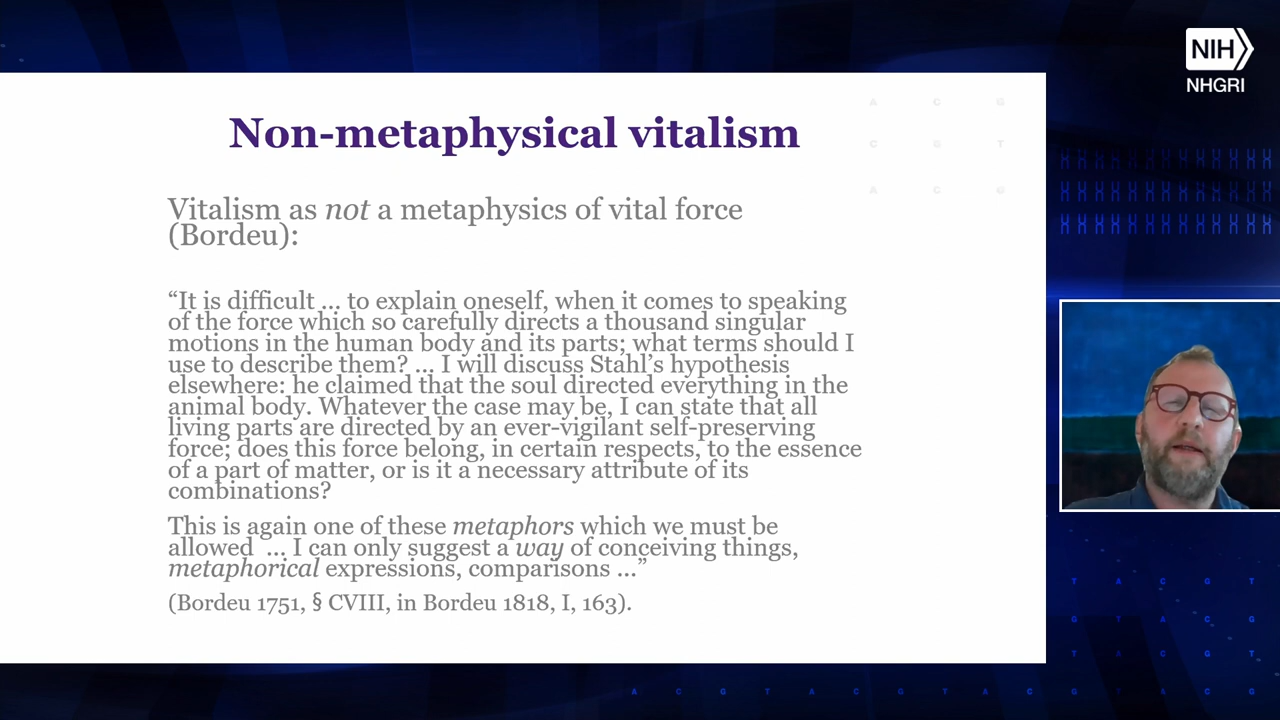 NIH
NHGRI
Non-metaphysical vitalism
Vitalism as not a metaphysics of vital force
(Bordeu):
“It is difficult ... to explain oneself, when it comes to speaking
of the force which so carefully directs a thousand singular
motions in the human body and its parts; what terms should I
use to describe them? ... I will discuss Stahl’s hypothesis
elsewhere: he claimed that the soul directed everything in the
animal body. Whatever the case may be, I can state that all
living parts are directed by an ever-vigilant self-preserving
force; does this force belong, in certain respects, to the essence
of a part of matter, or is it a necessary attribute of its
combinations?
This is again one of these metaphors which we must be
allowed ... I can only suggest a way of conceiving things,
metaphorical expressions, comparisons ...”
(Bordeu 1751, § CVIII, in Bordeu 1818, I, 163).
A C G
C G T
A C G
T A C G T
G T A C G
T A C G T
A C G T A C G T A C G T A C G